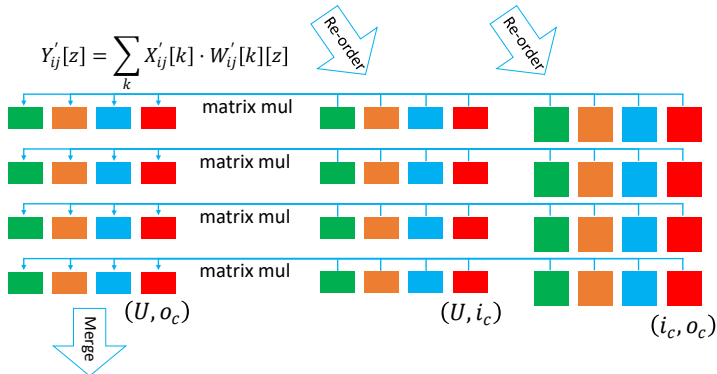 Y'ij[z] = ∑k X'ij[k] · W'ij[k][z]
Re-order
Re-order
matrix mul
matrix mul
matrix mul
matrix mul
(U, oc)
(U, ic)
(ic, oc)
Merge